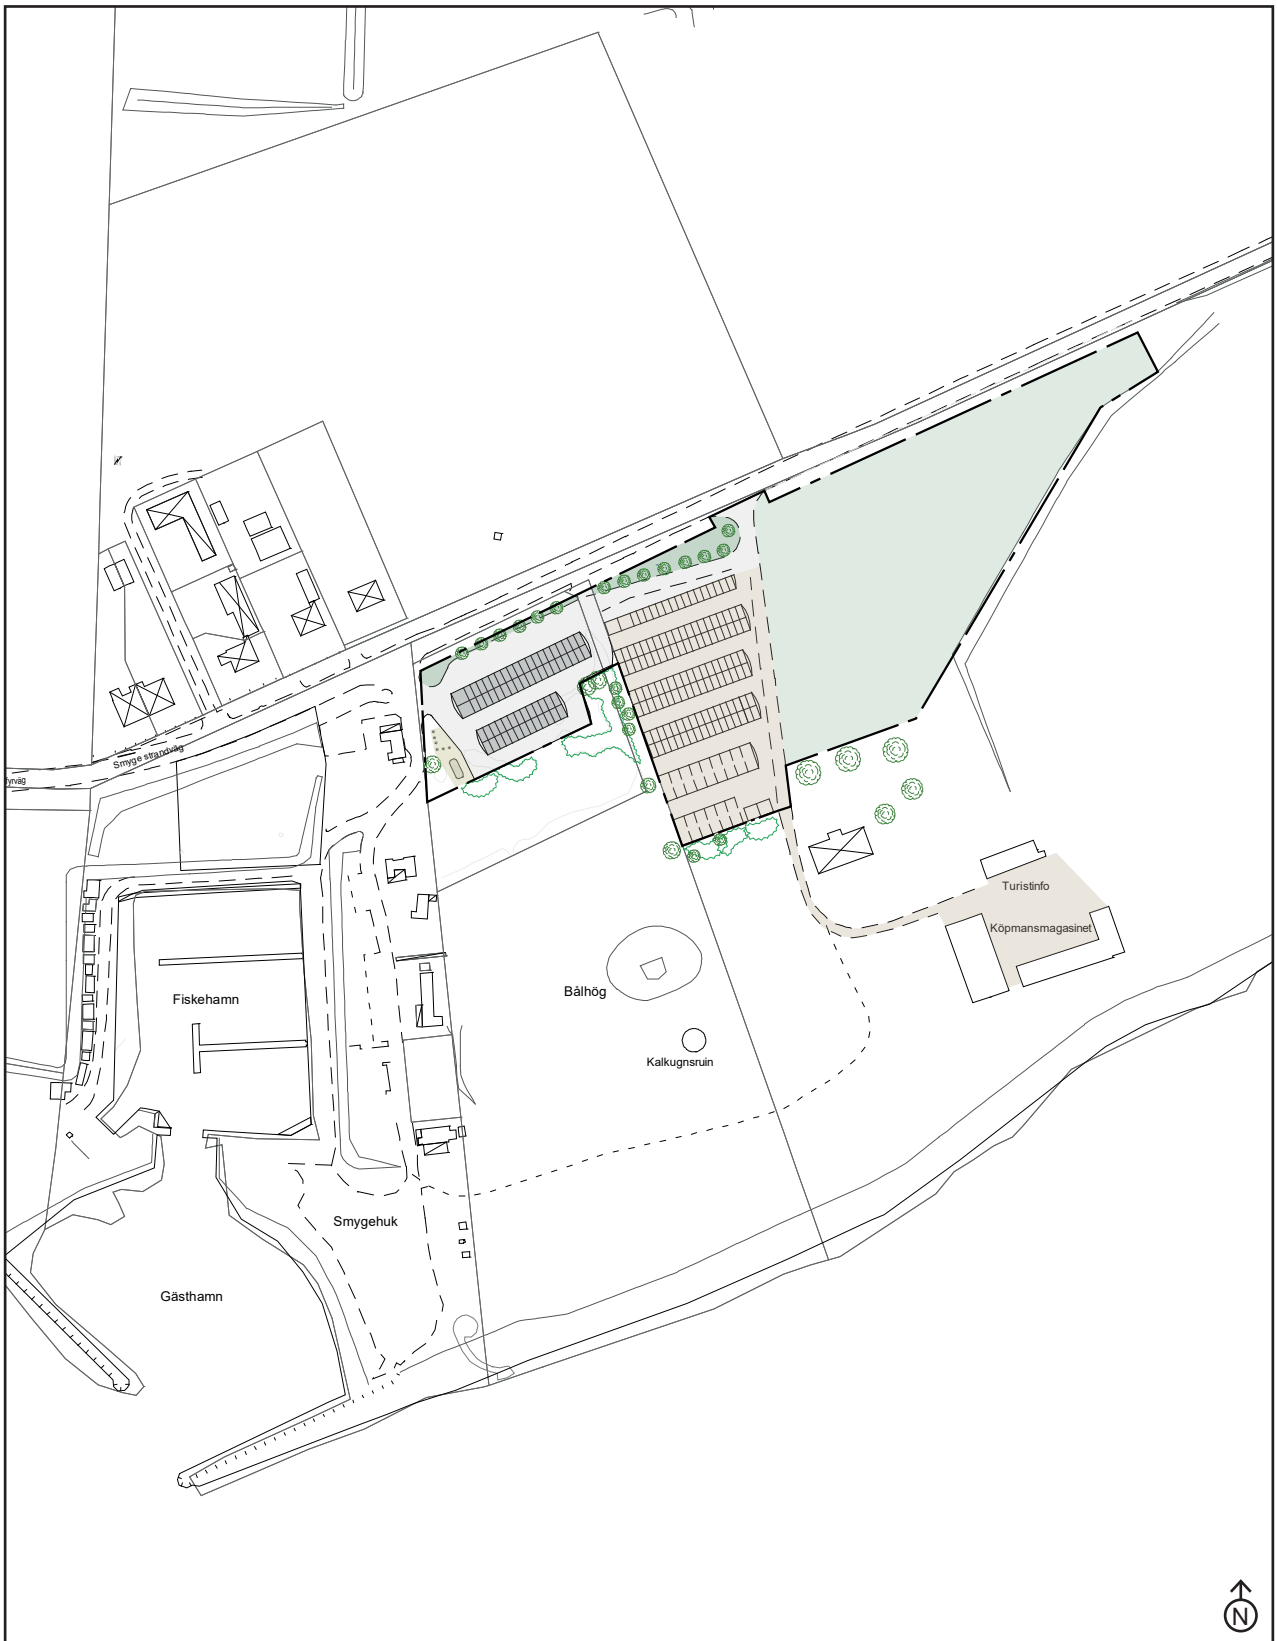 Smyge strandväg
fyrväg
Turistinfo
Köpmansmagasinet
Bålhög
Fiskehamn
Kalkugnsruin
Smygehuk
Gästhamn
N